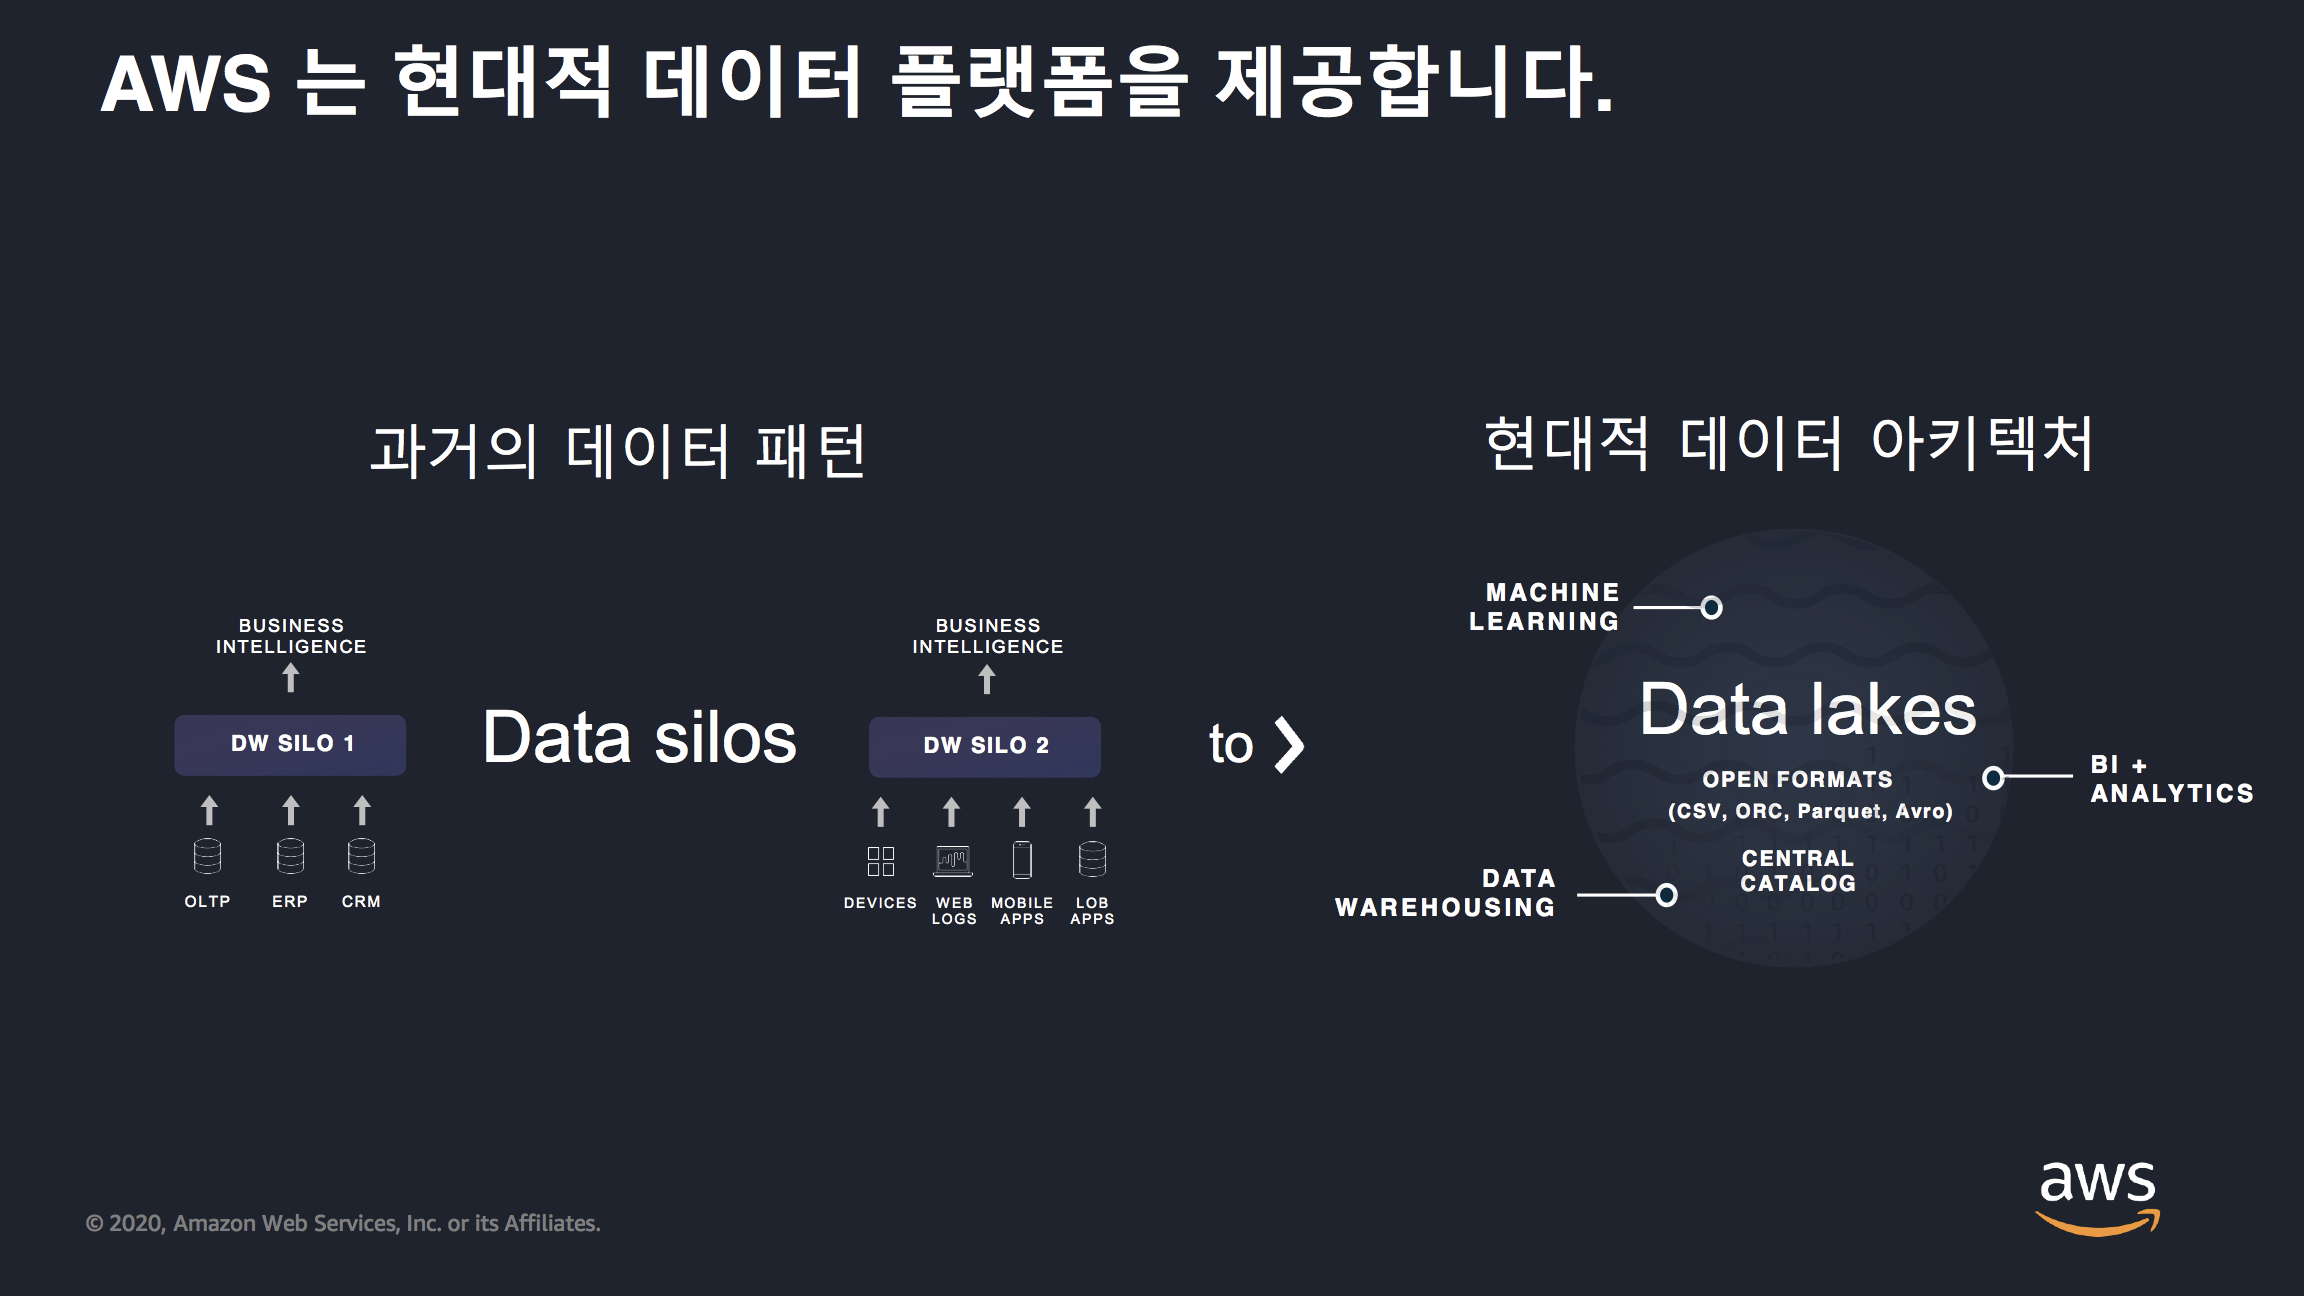 AWS 는 현대적 데이터 플랫폼을 제공합니다.
과거의 데이터 패턴
현대적 데이터 아키텍처
BUSINESS
INTELLIGENCE
DW SILO 1
OLTP
ERP
CRM
Data silos
BUSINESS
INTELLIGENCE
DW SILO 2
DEVICES
WEB
LOGS
MOBILE
APPS
LOB
APPS
to
MACHINE
LEARNING
Data lakes
OPEN FORMATS
(CSV, ORC, Parquet, Avro)
CENTRAL
CATALOG
BI +
ANALYTICS
DATA
WAREHOUSING
© 2020, Amazon Web Services, Inc. or its Affiliates.
aws